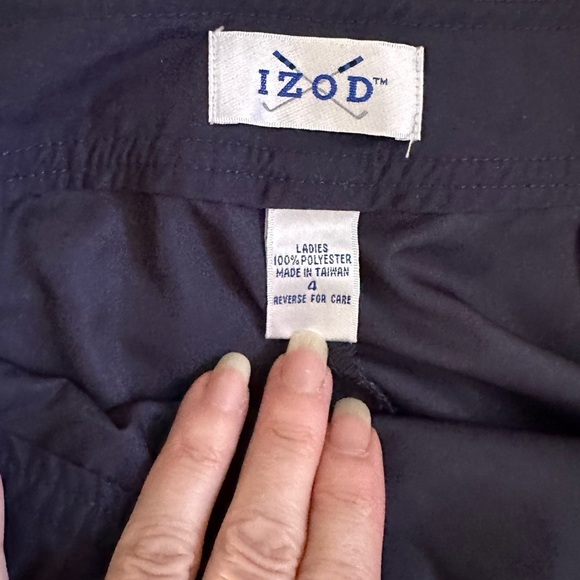 IZOD™
LADIES
100% POLYESTER
MADE IN TAIWAN
4
REVERSE FOR CARE